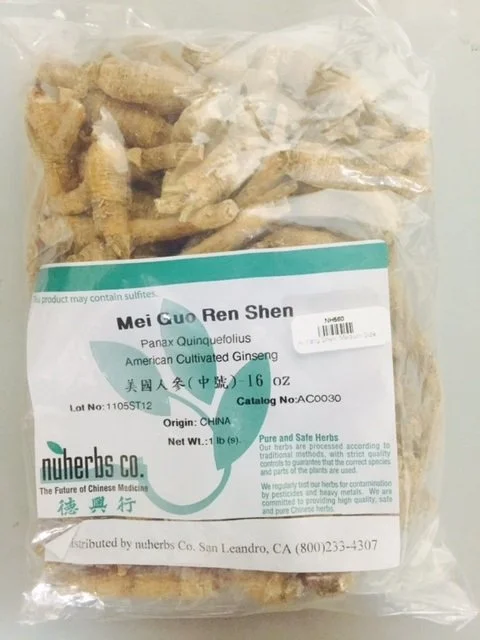 his product may contain sulfites.
Mei Guo Ren Shen
Panax Quinquefolius
American Cultivated Ginseng
美國人參(中號)-16 oz
Lot No:1105ST12
Catalog No:AC0030
Origin: CHINA
Net Wt.:1 lb (s).
NH560
Medium Size
nuherbs co.
The Future of Chinese Medicine
德興行
Pure and Safe Herbs
Our herbs are processed according to
traditional methods, with strict quality
controls to guarantee that the correct species
and parts of the plants are used.
We regularly test our herbs for contamination
by pesticides and heavy metals. We are
committed to providing high quality, safe
and pure Chinese herbs.
istributed by nuherbs Co. San Leandro, CA (800)233-4307